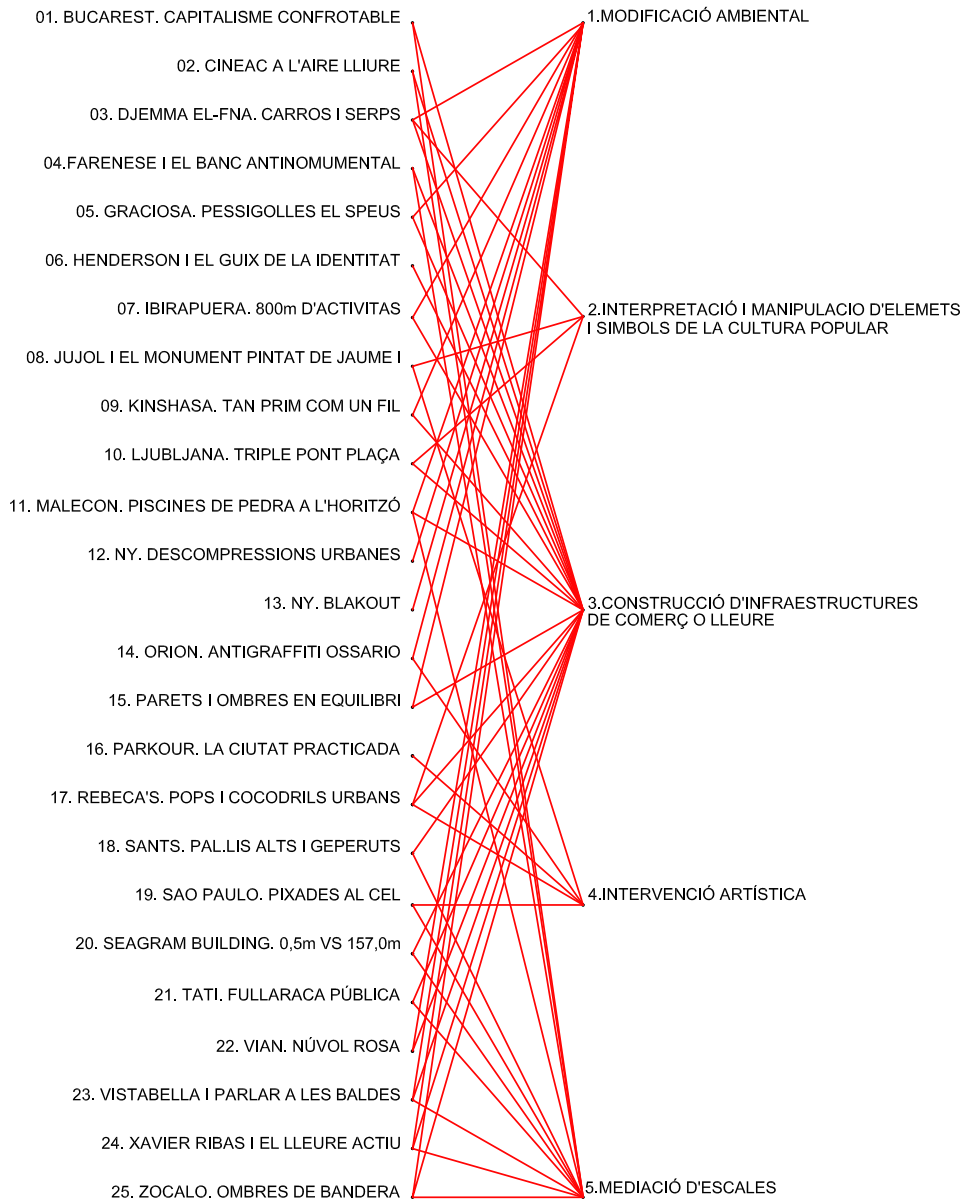 01. BUCAREST. CAPITALISME CONFROTABLE
02. CINEAC A L'AIRE LLIURE
03. DJEMMA EL-FNA. CARROS I SERPS
04.FARENESE I EL BANC ANTINOMUMENTAL
05. GRACIOSA. PESSIGOLLES EL SPEUS
06. HENDERSON I EL GUIX DE LA IDENTITAT
07. IBIRAPUERA. 800m D'ACTIVITAS
08. JUJOL I EL MONUMENT PINTAT DE JAUME I
09. KINSHASA. TAN PRIM COM UN FIL
10. LJUBLJANA. TRIPLE PONT PLAÇA
11. MALECON. PISCINES DE PEDRA A L'HORITZÓ
12. NY. DESCOMPRESSIONS URBANES
13. NY. BLAKOUT
14. ORION. ANTIGRAFFITI OSSARIO
15. PARETS I OMBRES EN EQUILIBRI
16. PARKOUR. LA CIUTAT PRACTICADA
17. REBECA'S. POPS I COCODRILS URBANS
18. SANTS. PAL.LIS ALTS I GEPERUTS
19. SAO PAULO. PIXADES AL CEL
20. SEAGRAM BUILDING. 0,5m VS 157,0m
21. TATI. FULLARACA PÚBLICA
22. VIAN. NÚVOL ROSA
23. VISTABELLA I PARLAR A LES BALDES
24. XAVIER RIBAS I EL LLEURE ACTIU
25. ZOCALO. OMBRES DE BANDERA
1.MODIFICACIÓ AMBIENTAL
2.INTERPRETACIÓ I MANIPULACIO D'ELEMETS
I SIMBOLS DE LA CULTURA POPULAR
3.CONSTRUCCIÓ D'INFRAESTRUCTURES
DE COMERÇ O LLEURE
4.INTERVENCIÓ ARTÍSTICA
5.MEDIACIÓ D'ESCALES